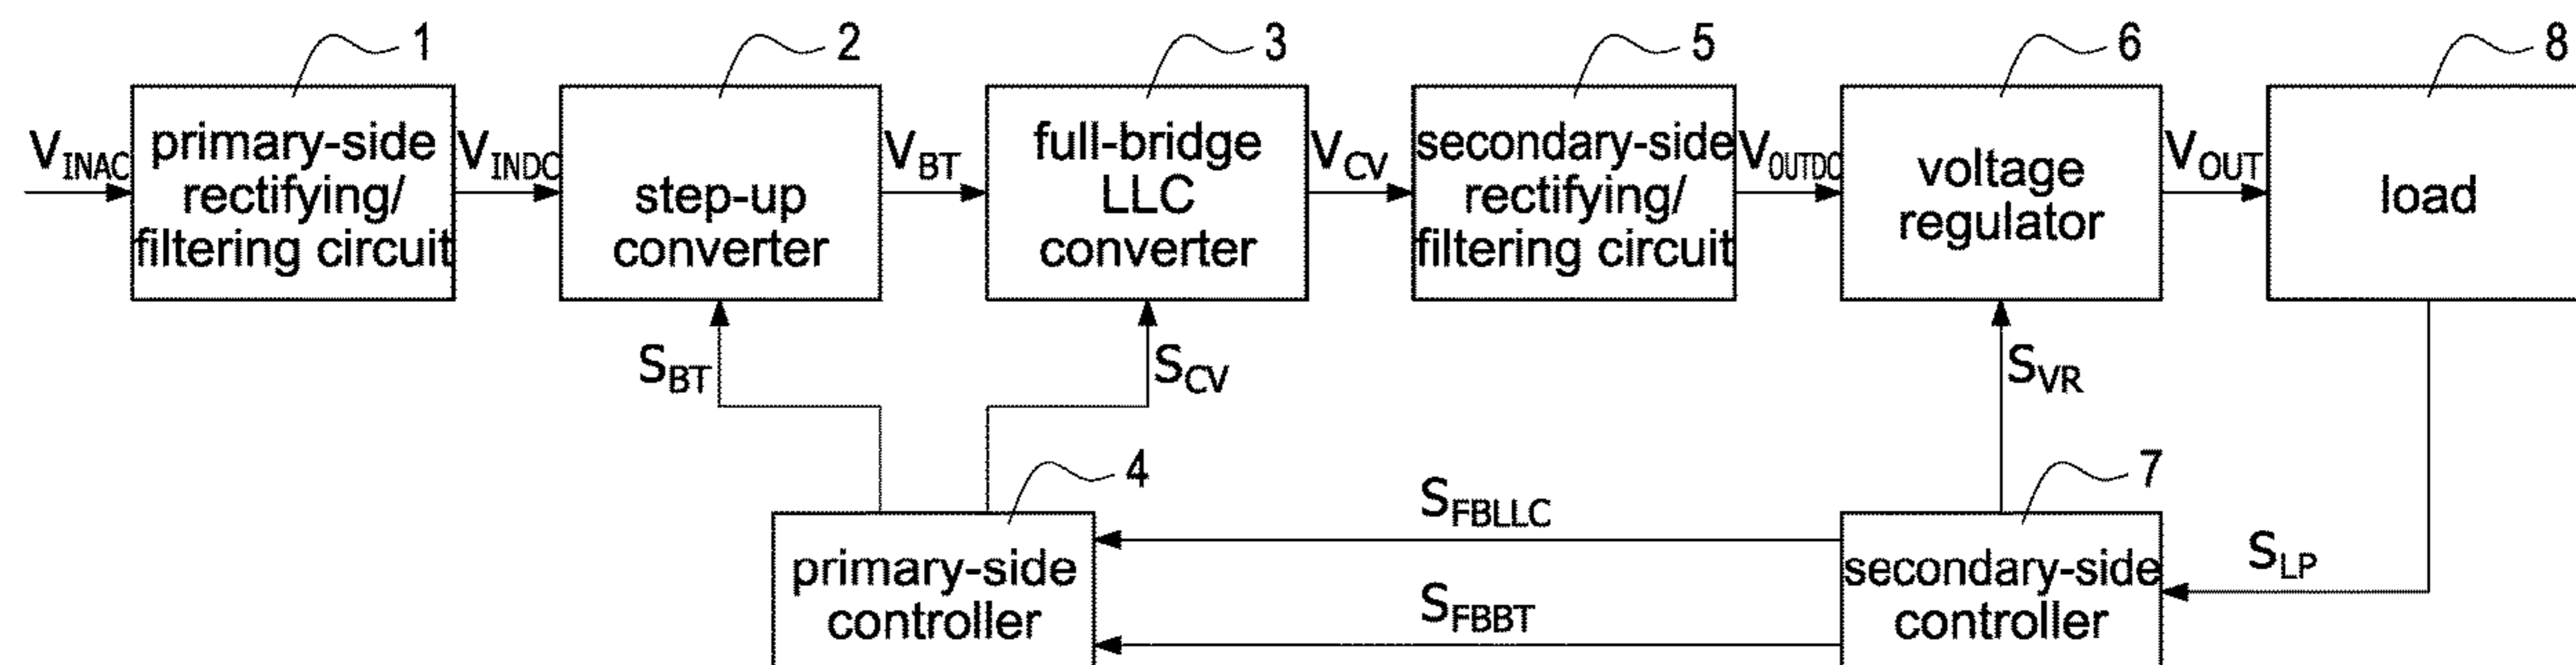 1
2
3
5
6
8
V_INAC
primary-side
rectifying/
filtering circuit
V_INDC
step-up
converter
V_BT
full-bridge
LLC
converter
V_CV
secondary-side
rectifying/
filtering circuit
V_OUTDC
voltage
regulator
V_OUT
load
S_BT
S_CV
S_VR
4
7
primary-side
controller
S_FBLLC
S_FBBT
secondary-side
controller
S_LP